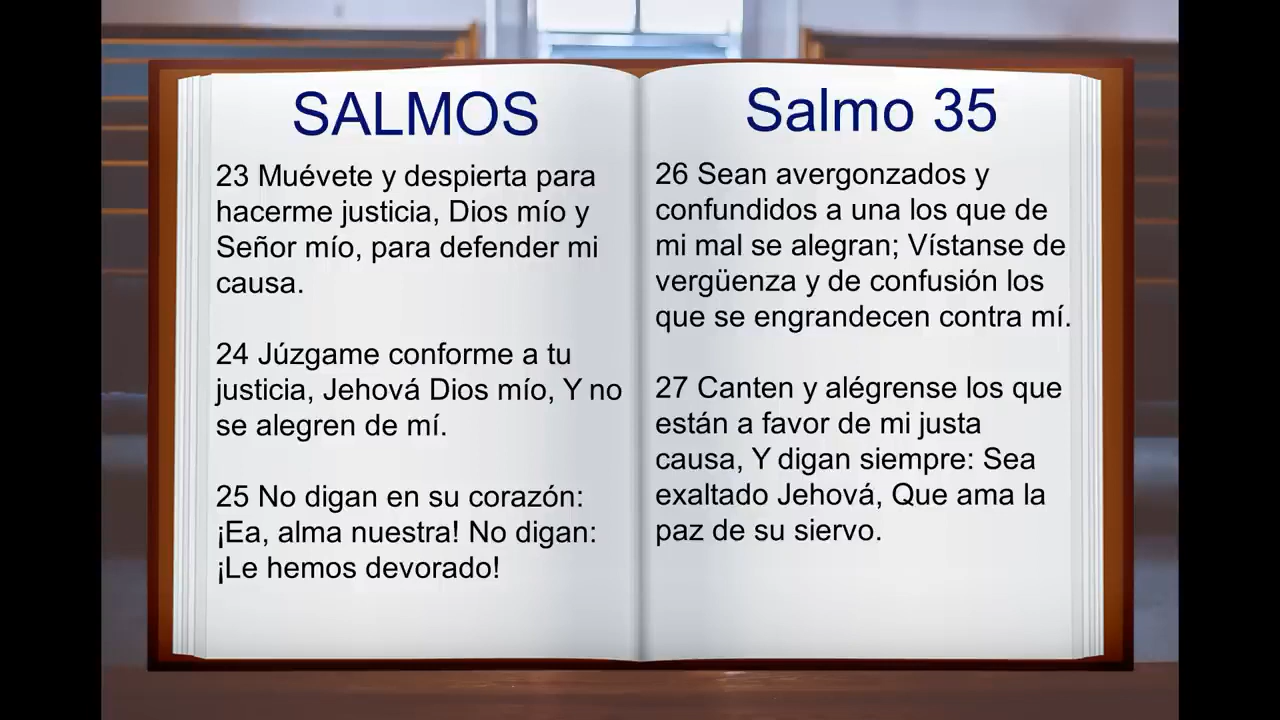 SALMOS
23 Muévete y despierta para
hacerme justicia, Dios mío y
Señor mío, para defender mi
causa.
24 Júzgame conforme a tu
justicia, Jehová Dios mío, Y no
se alegren de mí.
25 No digan en su corazón:
¡Ea, alma nuestra! No digan:
¡Le hemos devorado!
Salmo 35
26 Sean avergonzados y
confundidos a una los que de
mi mal se alegran; Vístanse de
vergüenza y de confusión los
que se engrandecen contra mí.
27 Canten y alégrense los que
están a favor de mi justa
causa, Y digan siempre: Sea
exaltado Jehová, Que ama la
paz de su siervo.